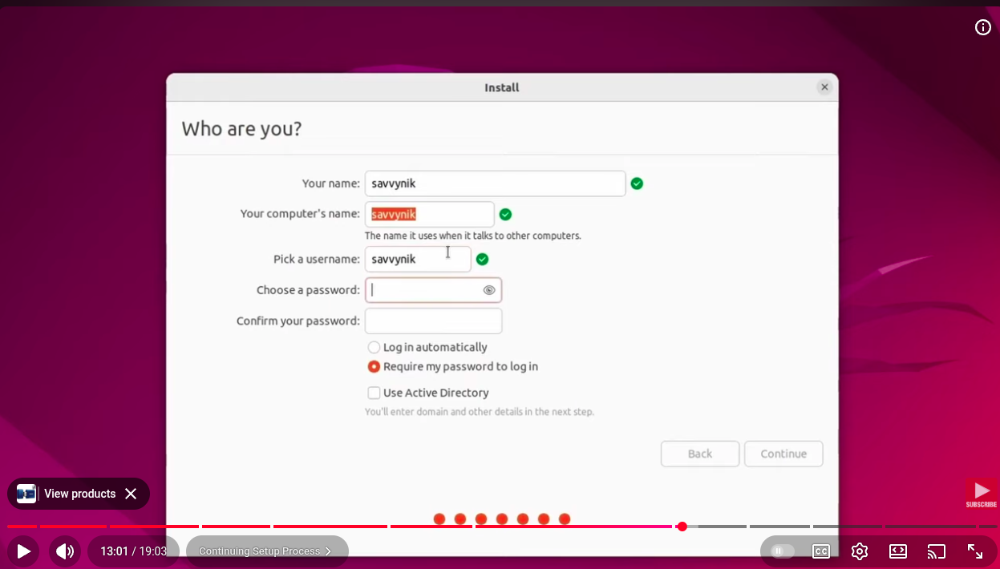 Install
Who are you?
Your name: savvynik
Your computer's name: savvynik
The name it uses when it talks to other computers.
Pick a username: savvynik
Choose a password:
Confirm your password:
Log in automatically
Require my password to log in
Use Active Directory
You'll enter domain and other details in the next step.
Back Continue
View products
SUBSCRIBE
13:01 / 19:03 Continuing Setup Process
CC